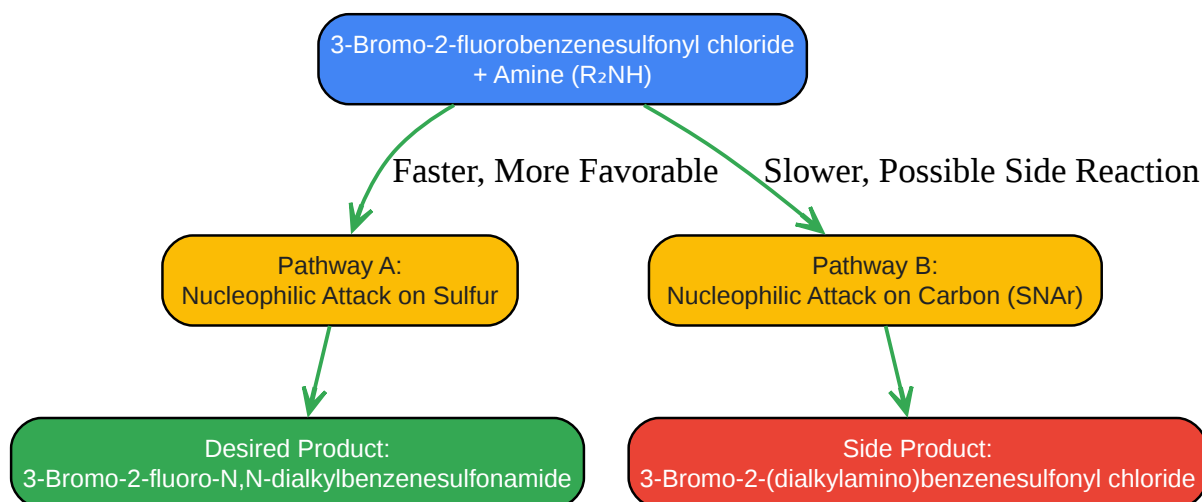 3-Bromo-2-fluorobenzenesulfonyl chloride
+ Amine (R₂NH)
Faster, More Favorable
Slower, Possible Side Reaction
Pathway A:
Nucleophilic Attack on Sulfur
Pathway B:
Nucleophilic Attack on Carbon (SNAr)
Desired Product:
3-Bromo-2-fluoro-N,N-dialkylbenzenesulfonamide
Side Product:
3-Bromo-2-(dialkylamino)benzenesulfonyl chloride